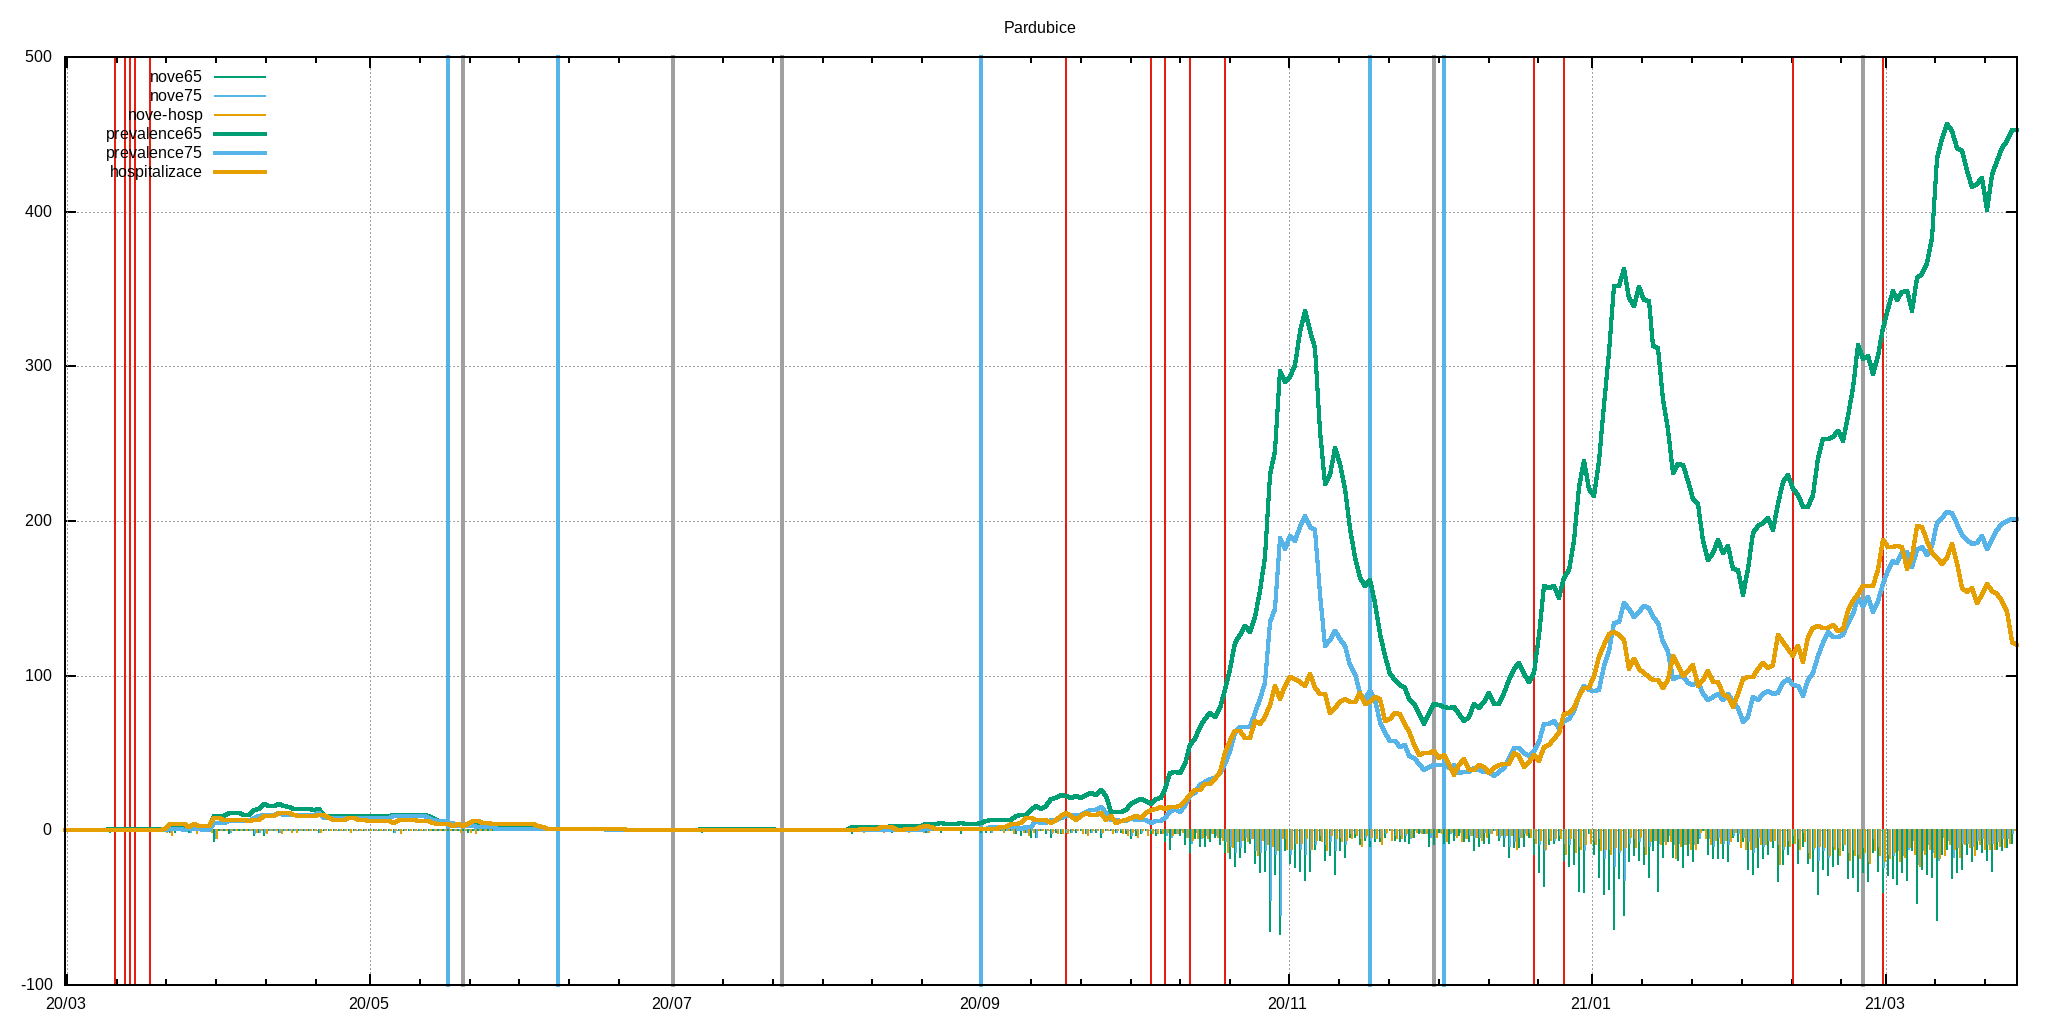 Pardubice
500
400
300
200
100
0
-100
nove65
nove75
nove-hosp
prevalence65
prevalence75
hospitalizace
20/03 20/05 20/07 20/09 20/11 21/01 21/03